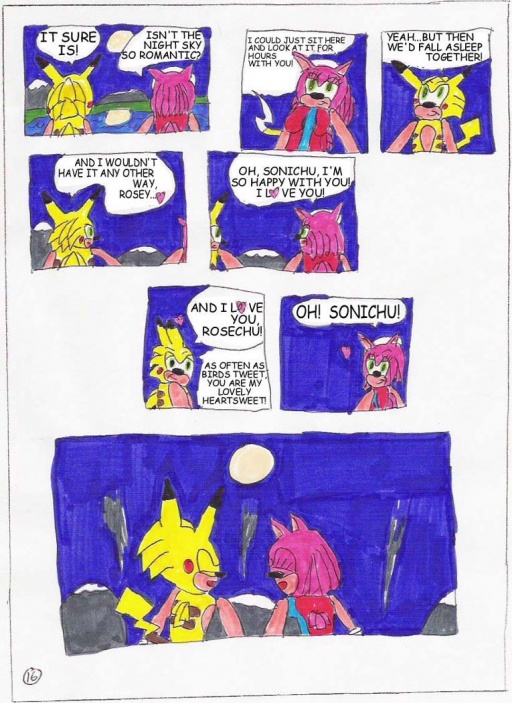 ISN'T THE
NIGHT SKY
SO ROMANTIC?
IT SURE
IS!
I COULD JUST SIT HERE
AND LOOK AT IT FOR
HOURS
WITH YOU!
YEAH...BUT THEN
WE'D FALL ASLEEP
TOGETHER!
AND I WOULDN'T
HAVE IT ANY OTHER
WAY,
ROSEY...
OH, SONICHU, I'M
SO HAPPY WITH YOU!
I LOVE YOU!
AND I LOVE
YOU,
ROSECHU!
AS OFTEN AS
BIRDS TWEET,
YOU ARE MY
LOVELY
HEARTSWEET!
OH! SONICHU!
16